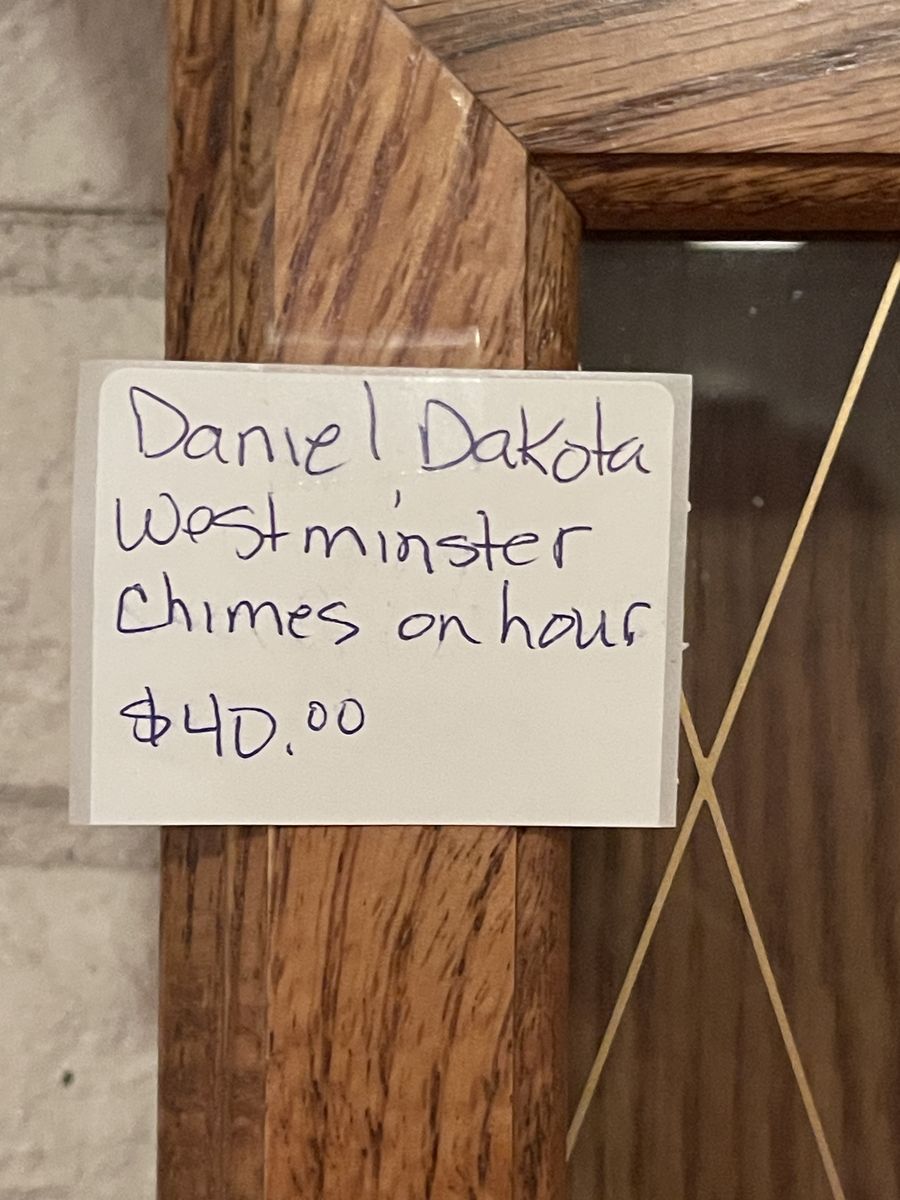 Daniel Dakota
Westminster
Chimes on hour
$40.00